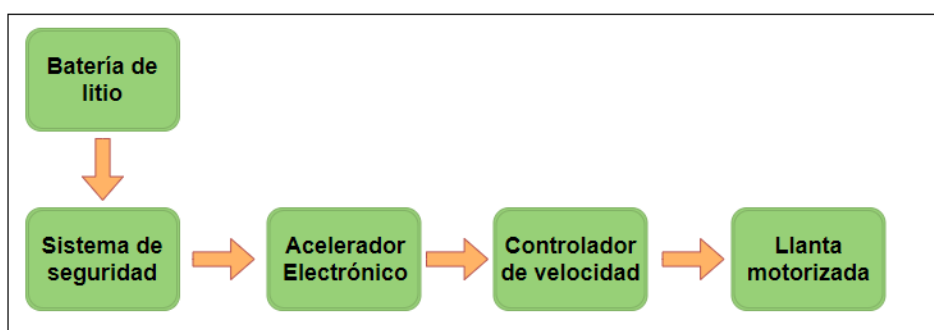 Batería de
litio
Sistema de
seguridad
Acelerador
Electrónico
Controlador
de velocidad
Llanta
motorizada